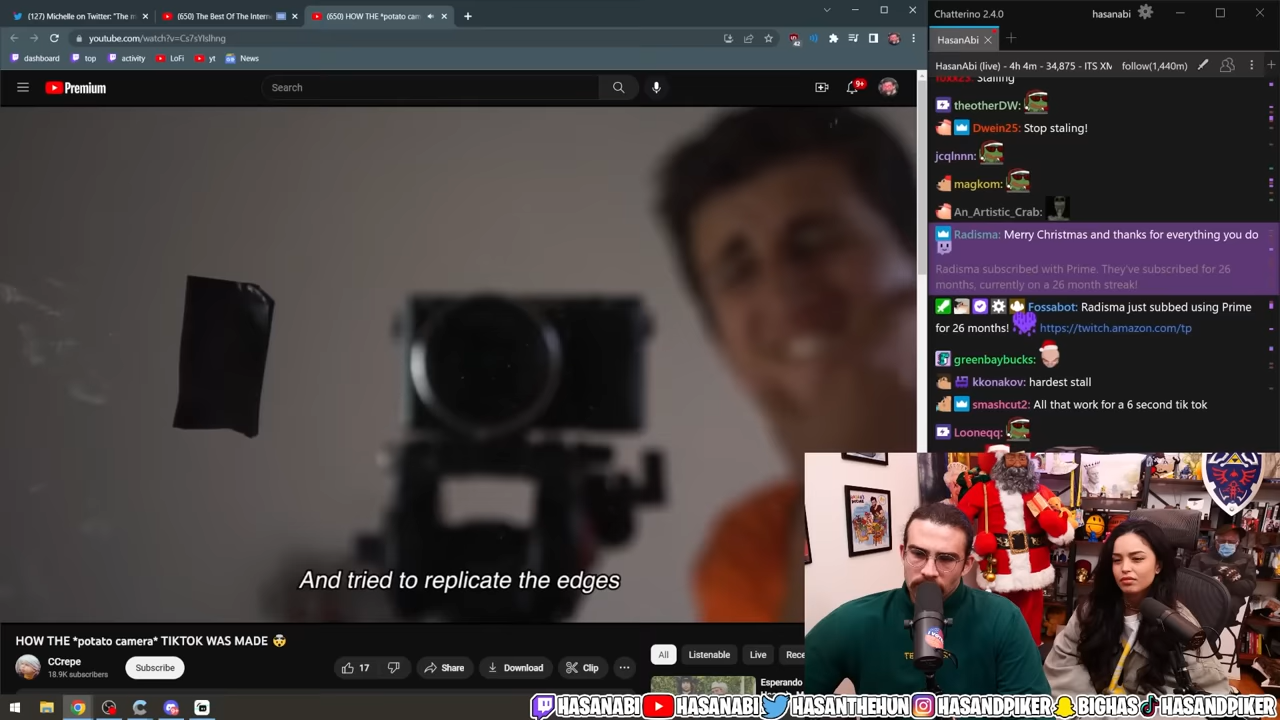 (127) Michelle on Twitter: "The m
(650) The Best Of The Intern
(650) HOW THE *potato cam
youtube.com/watch?v=Cs7sYIslhng
42
dashboard
top
activity
LoFi
yt
News
Premium
Search
9+
And tried to replicate the edges
HOW THE *potato camera* TIKTOK WAS MADE 🤯
CCrepe
18.9K subscribers
Subscribe
17
Share
Download
Clip
All
Listenable
Live
Rece
Esperando
Chatterino 2.4.0
hasanabi
HasanAbi
HasanAbi (live) - 4h 4m - 34,875 - ITS XM
follow(1,440m)
Stalling
theotherDW:
Dwein25: Stop staling!
jcqlnnn:
magkom:
An_Artistic_Crab:
Radisma: Merry Christmas and thanks for everything you do
Radisma subscribed with Prime. They've subscribed for 26
months, currently on a 26 month streak!
Fossabot: Radisma just subbed using Prime
for 26 months! https://twitch.amazon.com/tp
greenbaybucks:
kkonakov: hardest stall
smashcut2: All that work for a 6 second tik tok
Looneqq:
HASANABI
HASANABI
HASANTHEHUN
HASANDPIKER
BIGHAS
HASANDPIKER